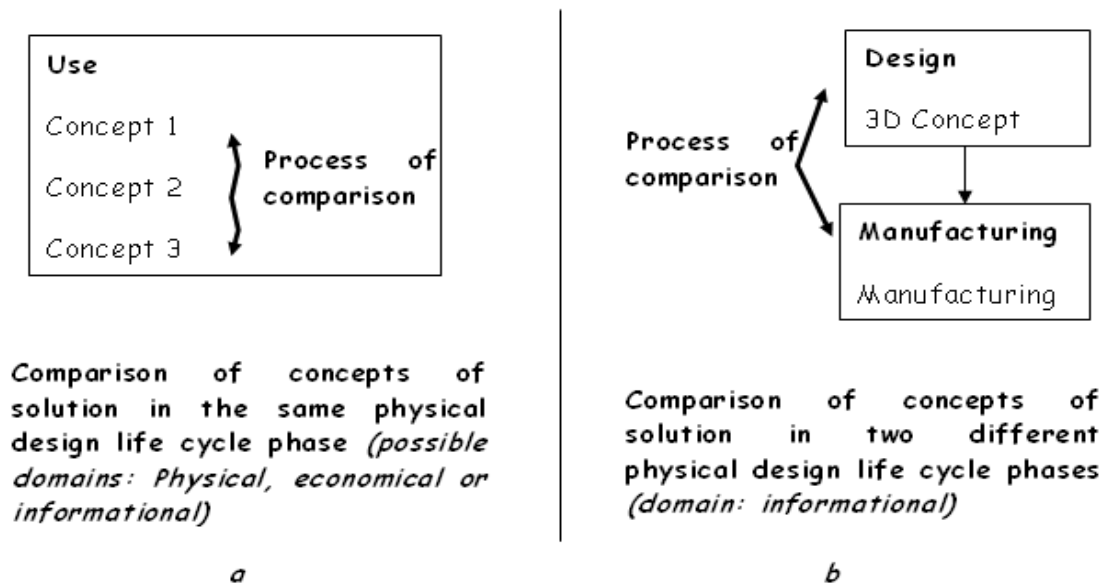 Use
Concept 1
Concept 2
Concept 3
Process of
comparison
Comparison of concepts of
solution in the same physical
design life cycle phase (possible
domains: Physical, economical or
informational)
a
Design
3D Concept
Process of
comparison
Manufacturing
Manufacturing
Comparison of concepts of
solution in two different
physical design life cycle phases
(domain: informational)
b